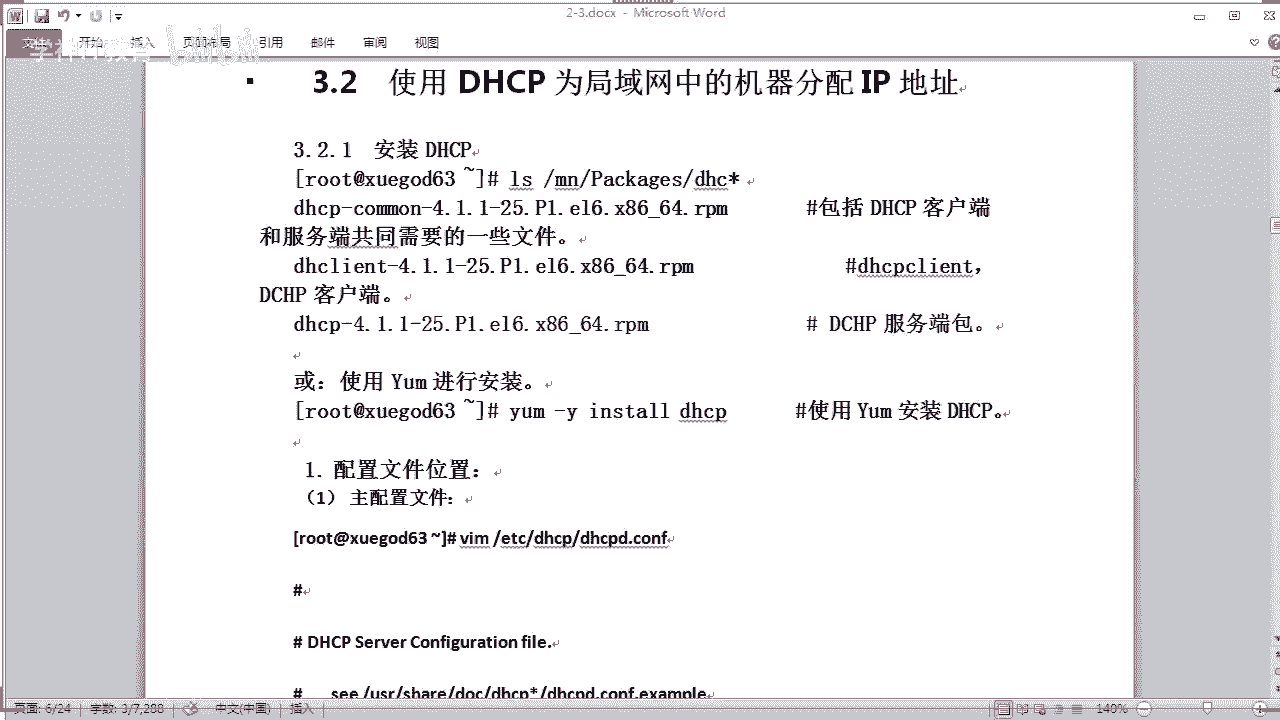 2-3.docx - Microsoft Word
开始 插入 页面布局 引用 邮件 审阅 视图
▪ 3.2 使用 DHCP 为局域网中的机器分配 IP 地址
3.2.1 安装 DHCP
[root@xuegod63 ~]# ls /mn/Packages/dhc*
dhcp-common-4.1.1-25.P1.el6.x86_64.rpm #包括 DHCP 客户端
和服务端共同需要的一些文件。
dhclient-4.1.1-25.P1.el6.x86_64.rpm #dhcpclient，
DCHP 客户端。
dhcp-4.1.1-25.P1.el6.x86_64.rpm # DCHP 服务端包。
或：使用 Yum 进行安装。
[root@xuegod63 ~]# yum -y install dhcp #使用 Yum 安装 DHCP。
1. 配置文件位置：
（1） 主配置文件：
[root@xuegod63 ~]# vim /etc/dhcp/dhcpd.conf
#
# DHCP Server Configuration file.
# see /usr/share/doc/dhcp*/dhcpd.conf.example
页面: 6/24 字数: 3/7,288 中文(中国) 插入 140%